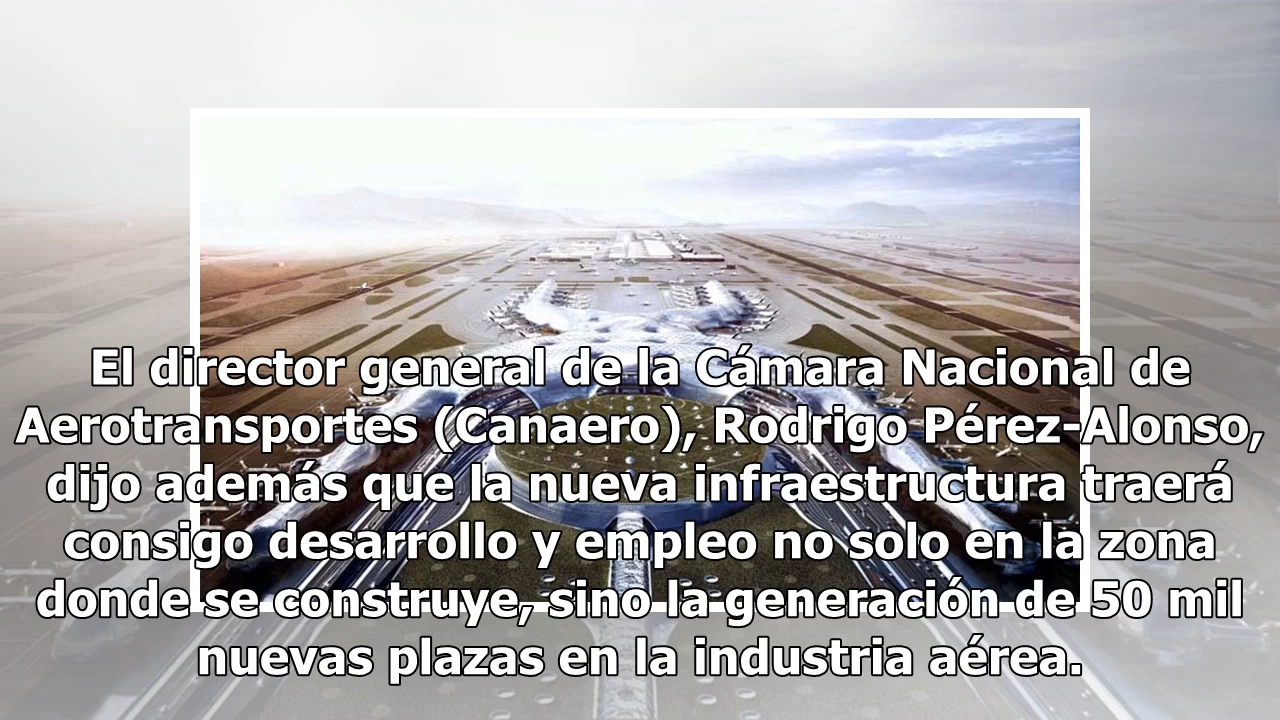 El director general de la Cámara Nacional de
Aerotransportes (Canaero), Rodrigo Pérez-Alonso,
dijo además que la nueva infraestructura traerá
consigo desarrollo y empleo no solo en la zona
donde se construye, sino la generación de 50 mil
nuevas plazas en la industria aérea.